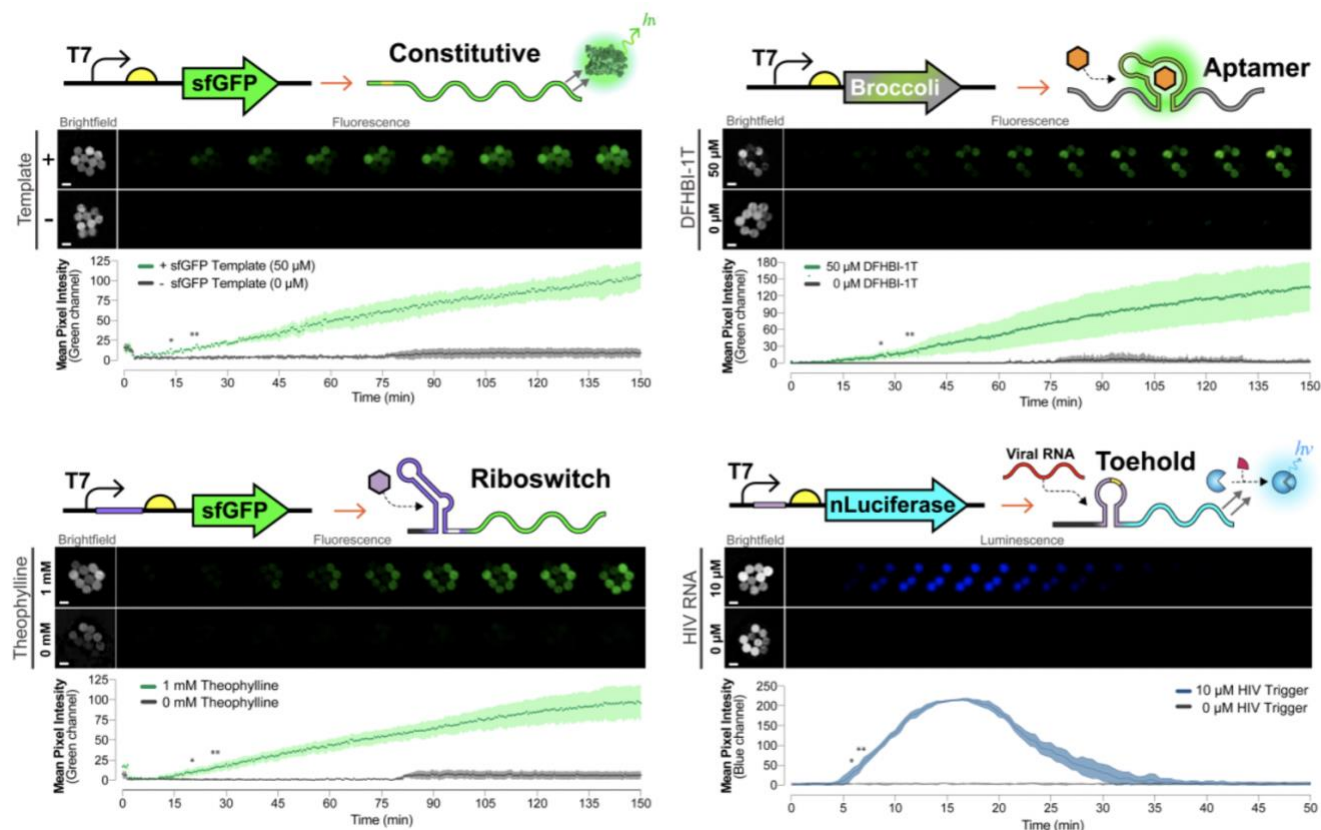 T7
sfGFP
Constitutive
hν
Brightfield
Fluorescence
Template
+
-
Mean Pixel Intesity
(Green channel)
125
100
75
50
25
0
+ sfGFP Template (50 µM)
- sfGFP Template (0 µM)
*
**
0 15 30 45 60 75 90 105 120 135 150
Time (min)
T7
Broccoli
Aptamer
Brightfield
Fluorescence
DFHBI-1T
50 µM
0 µM
Mean Pixel Intesity
(Green channel)
180
150
120
90
60
30
0
50 µM DFHBI-1T
0 µM DFHBI-1T
*
**
0 15 30 45 60 75 90 105 120 135 150
Time (min)
T7
sfGFP
Riboswitch
Brightfield
Fluorescence
Theophylline
1 mM
0 mM
Mean Pixel Intesity
(Green channel)
125
100
75
50
25
0
1 mM Theophylline
0 mM Theophylline
*
**
0 15 30 45 60 75 90 105 120 135 150
Time (min)
T7
nLuciferase
Viral RNA
Toehold
hν
Brightfield
Luminescence
HIV RNA
10 µM
0 µM
Mean Pixel Intesity
(Blue channel)
250
200
150
100
50
0
10 µM HIV Trigger
0 µM HIV Trigger
*
**
0 5 10 15 20 25 30 35 40 45 50
Time (min)